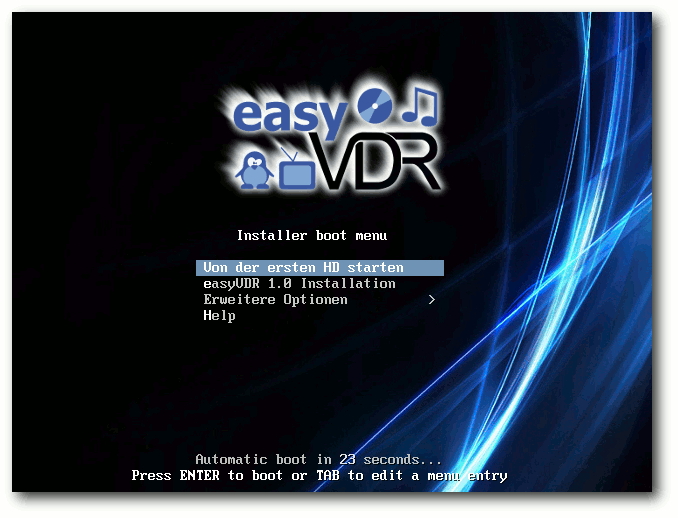 easy
VDR
Installer boot menu
Von der ersten HD starten
easyVDR 1.0 Installation
Erweitere Optionen >
Help
Automatic boot in 23 seconds...
Press ENTER to boot or TAB to edit a menu entry